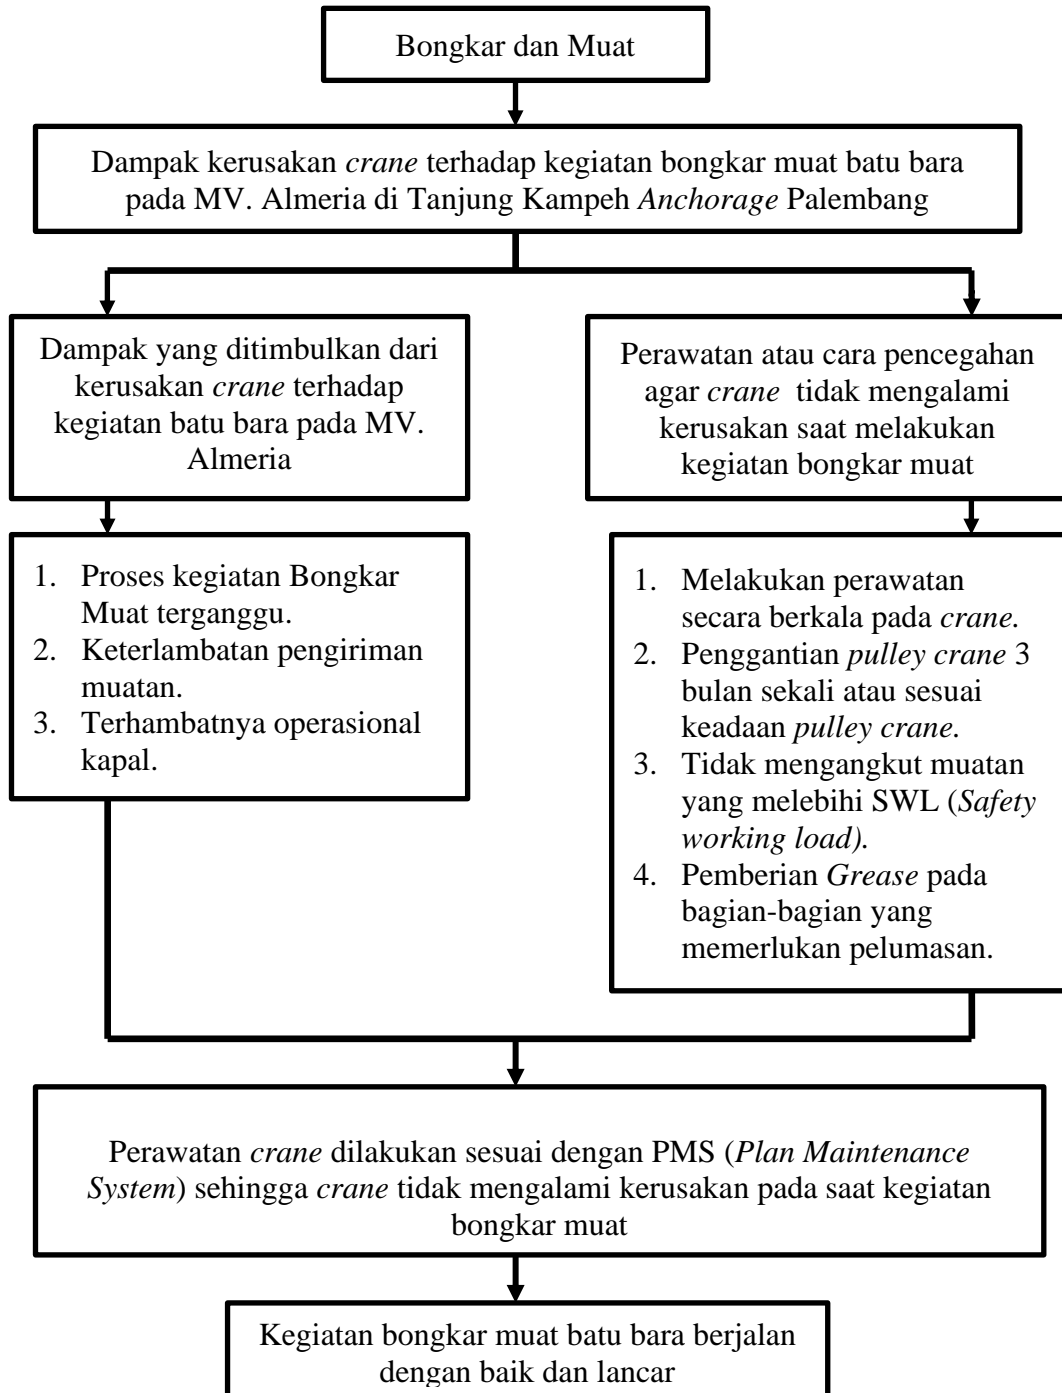 Bongkar dan Muat
Dampak kerusakan crane terhadap kegiatan bongkar muat batu bara
pada MV. Almeria di Tanjung Kampeh Anchorage Palembang
Dampak yang ditimbulkan dari
kerusakan crane terhadap
kegiatan batu bara pada MV.
Almeria
Perawatan atau cara pencegahan
agar crane tidak mengalami
kerusakan saat melakukan
kegiatan bongkar muat
1. Proses kegiatan Bongkar
Muat terganggu.
2. Keterlambatan pengiriman
muatan.
3. Terhambatnya operasional
kapal.
1. Melakukan perawatan
secara berkala pada crane.
2. Penggantian pulley crane 3
bulan sekali atau sesuai
keadaan pulley crane.
3. Tidak mengangkut muatan
yang melebihi SWL (Safety
working load).
4. Pemberian Grease pada
bagian-bagian yang
memerlukan pelumasan.
Perawatan crane dilakukan sesuai dengan PMS (Plan Maintenance
System) sehingga crane tidak mengalami kerusakan pada saat kegiatan
bongkar muat
Kegiatan bongkar muat batu bara berjalan
dengan baik dan lancar